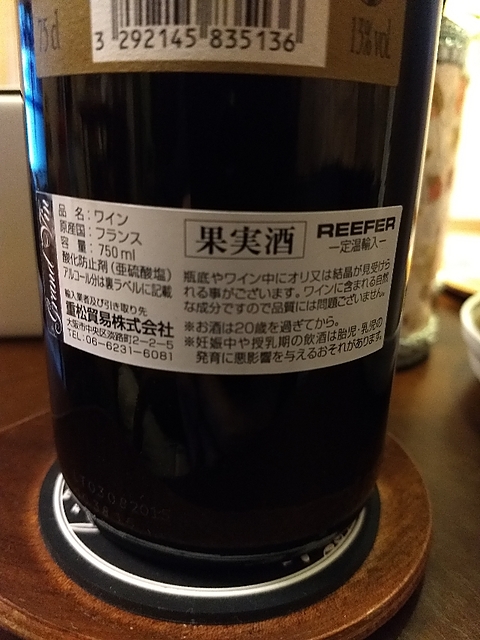 75 cl
13% vol
3 292145 835136
Grand Vin
品 名：ワイン
原産国：フランス
容 量：750ml
酸化防止剤（亜硫酸塩）
アルコール分は裏ラベルに記載
輸入業者及び引き取り先
重松貿易株式会社
大阪市中央区淡路町2-2-5
TEL:06-6231-6081
果実酒
REEFER
ー定温輸入ー
瓶底やワイン中にオリ又は結晶が見受けら
れる事がございます。ワインに含まれる自然
な成分ですので品質には問題ございません。
※お酒は20歳を過ぎてから。
※妊娠中や授乳期の飲酒は胎児・乳児の
発育に悪影響を与えるおそれがあります。